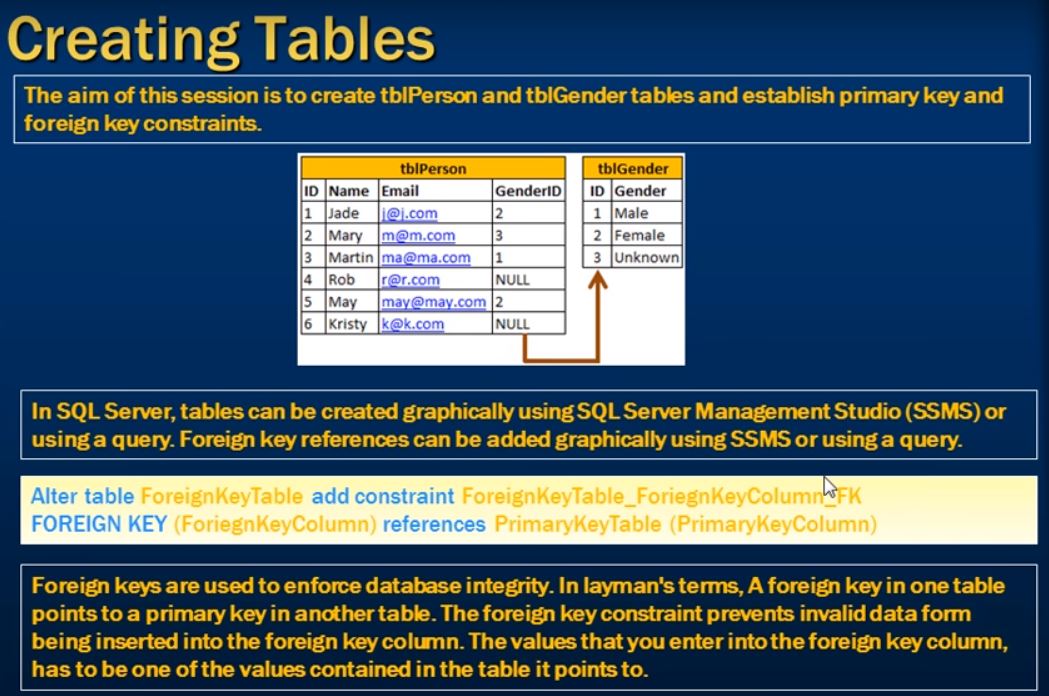 Creating Tables
The aim of this session is to create tblPerson and tblGender tables and establish primary key and
foreign key constraints.
tblPerson
ID Name Email GenderID
1 Jade j@j.com 2
2 Mary m@m.com 3
3 Martin ma@ma.com 1
4 Rob r@r.com NULL
5 May may@may.com 2
6 Kristy k@k.com NULL
tblGender
ID Gender
1 Male
2 Female
3 Unknown
In SQL Server, tables can be created graphically using SQL Server Management Studio (SSMS) or
using a query. Foreign key references can be added graphically using SSMS or using a query.
Alter table ForeignKeyTable add constraint ForeignKeyTable_ForiegnKeyColumn_FK
FOREIGN KEY (ForiegnKeyColumn) references PrimaryKeyTable (PrimaryKeyColumn)
Foreign keys are used to enforce database integrity. In layman's terms, A foreign key in one table
points to a primary key in another table. The foreign key constraint prevents invalid data form
being inserted into the foreign key column. The values that you enter into the foreign key column,
has to be one of the values contained in the table it points to.